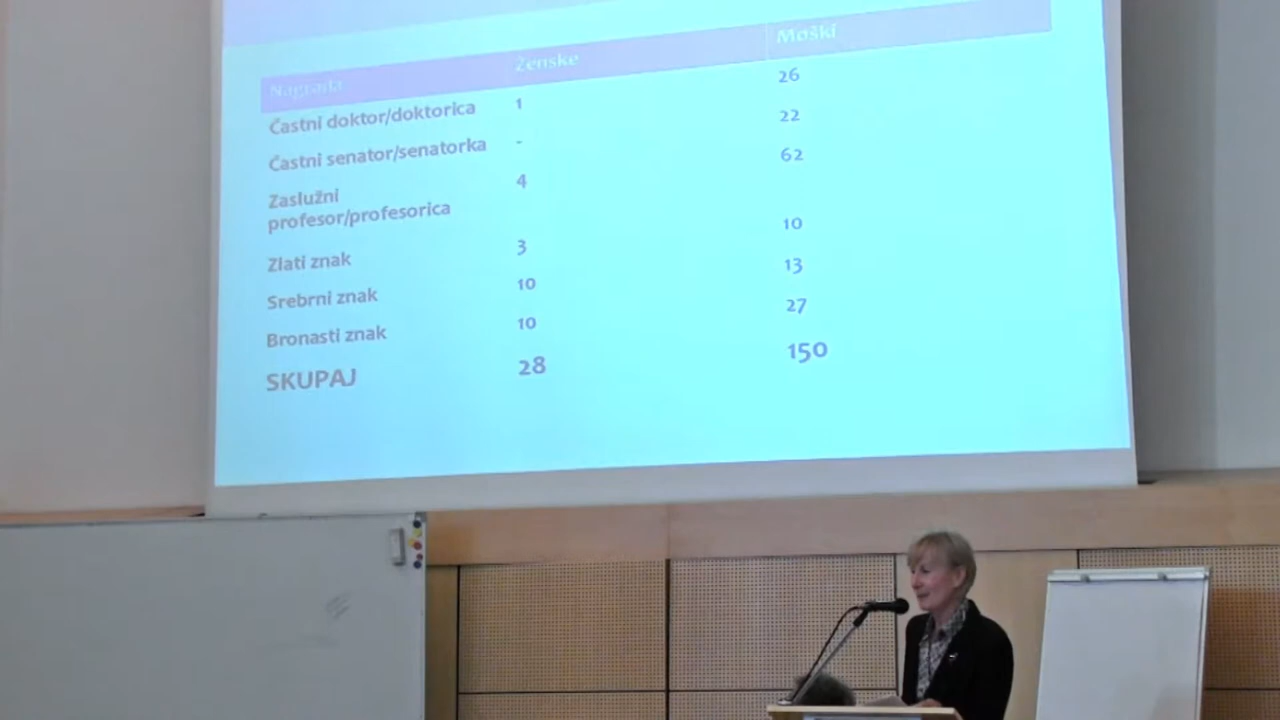 Nagrada Ženske Moški
Častni doktor/doktorica 1 26
Častni senator/senatorka - 22
Zaslužni
profesor/profesorica 4 62
Zlati znak 3 10
Srebrni znak 10 13
Bronasti znak 10 27
SKUPAJ 28 150